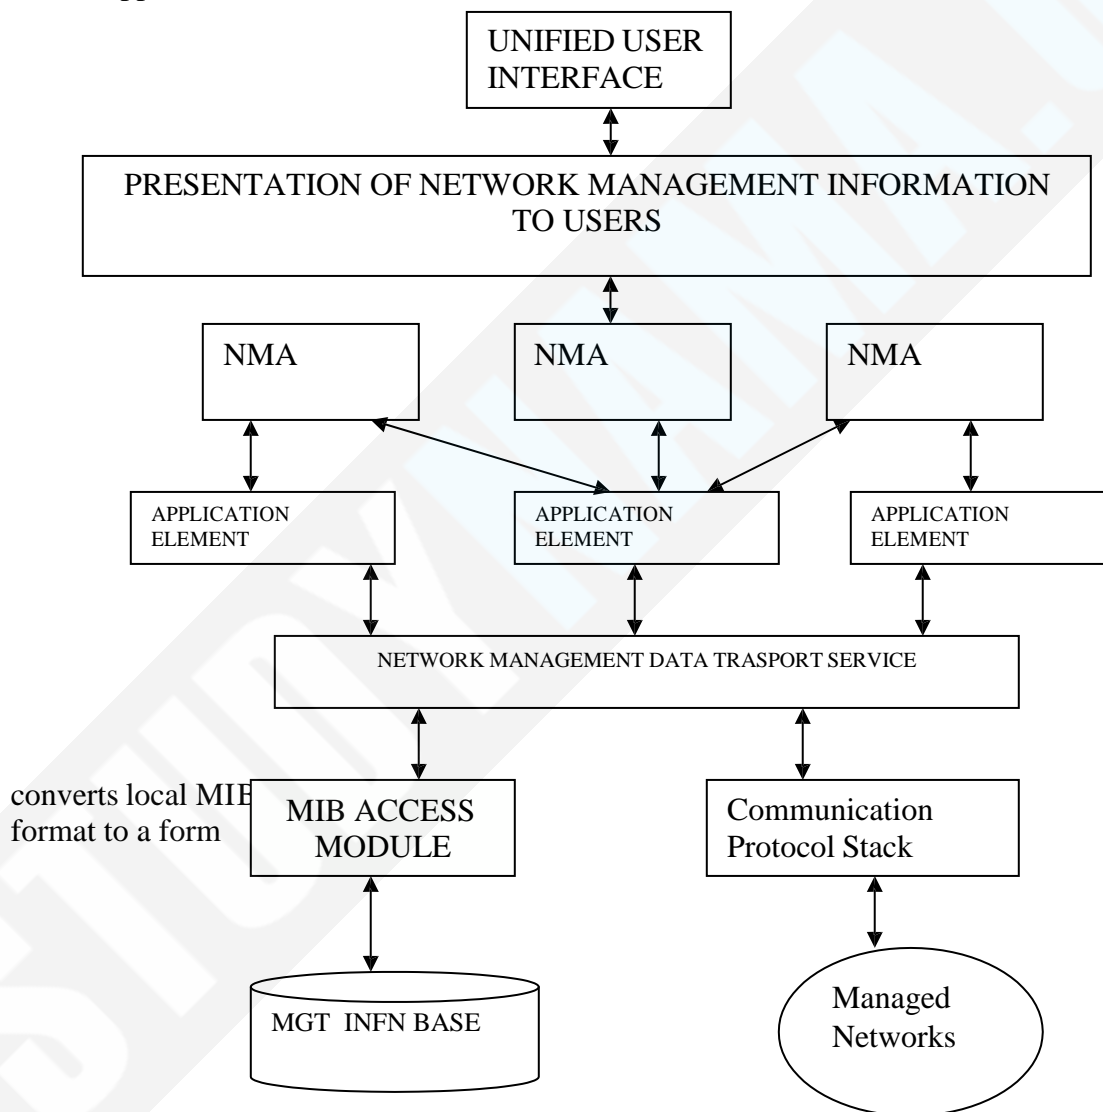 UNIFIED USER
INTERFACE
PRESENTATION OF NETWORK MANAGEMENT INFORMATION
TO USERS
NMA
NMA
NMA
APPLICATION
ELEMENT
APPLICATION
ELEMENT
APPLICATION
ELEMENT
NETWORK MANAGEMENT DATA TRASPORT SERVICE
converts local MIB
format to a form
MIB ACCESS
MODULE
Communication
Protocol Stack
MGT INFN BASE
Managed
Networks